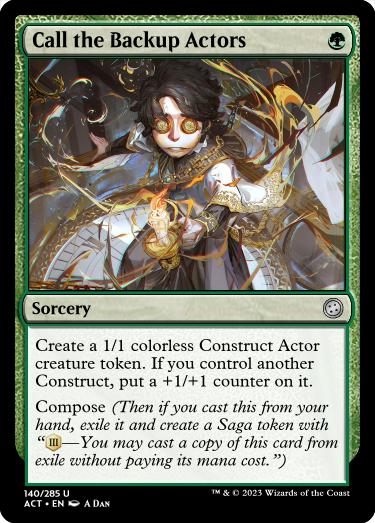 Call the Backup Actors
Sorcery
Create a 1/1 colorless Construct Actor
creature token. If you control another
Construct, put a +1/+1 counter on it.
Compose (Then if you cast this from your
hand, exile it and create a Saga token with
“III—You may cast a copy of this card from
exile without paying its mana cost.”)
140/285 U
ACT • EN A Dan
™ & © 2023 Wizards of the Coast